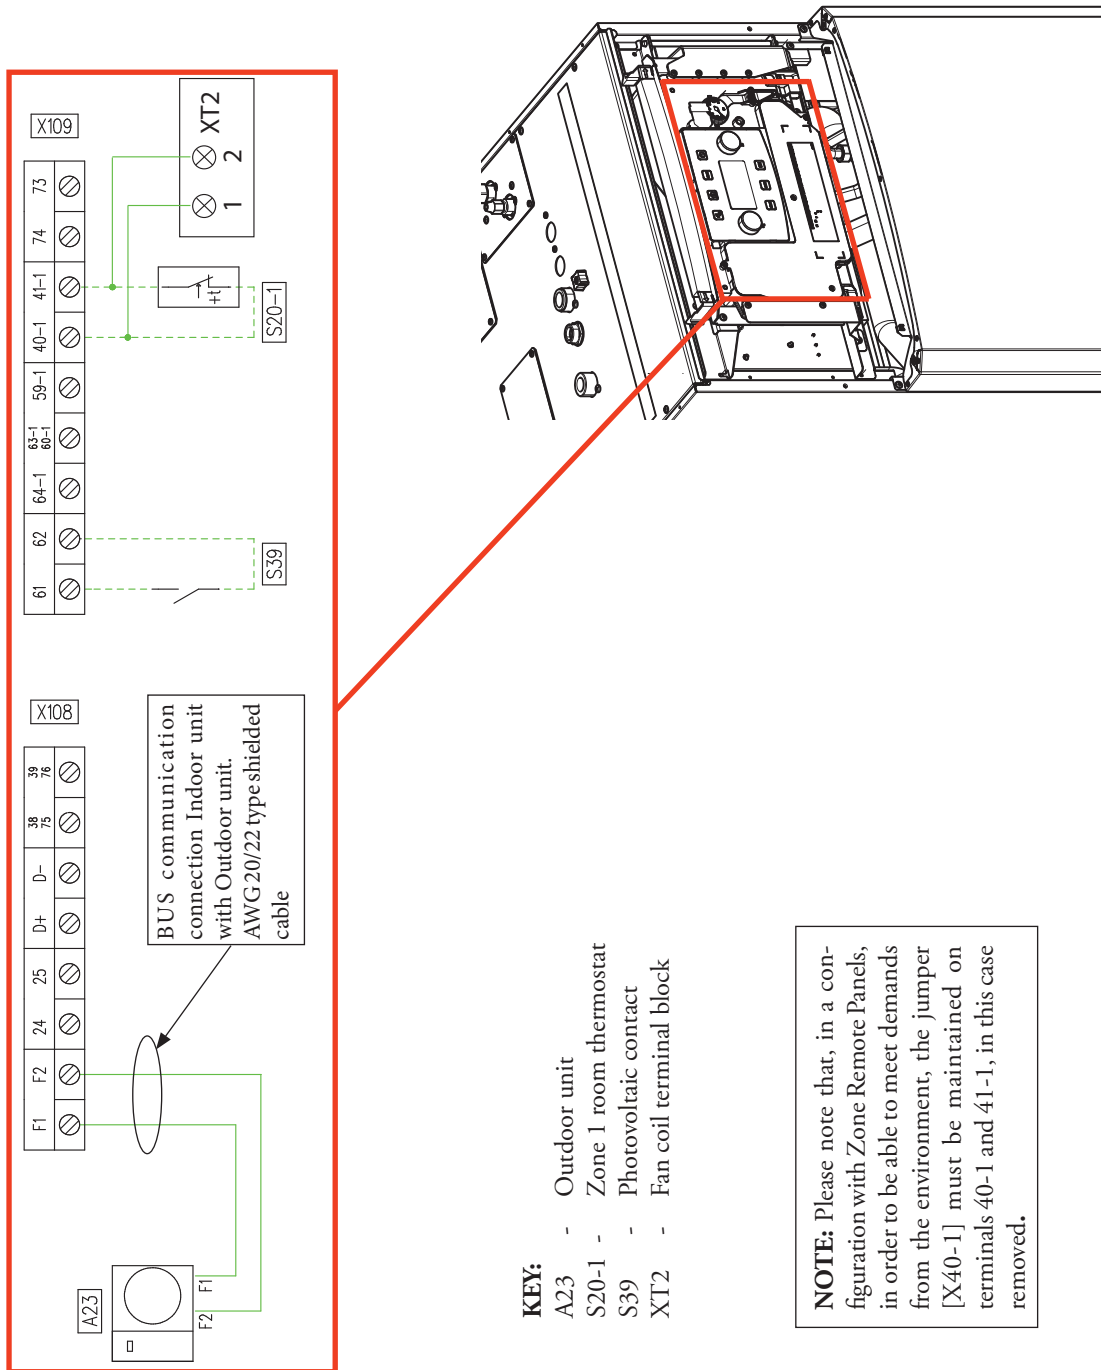 X108
X109
F1 F2 24 25 D+ D- 38 75 39 76
61 62 64-1 63-1 60-1 59-1 40-1 41-1 74 73
A23
F2 F1
BUS communication
connection Indoor unit
with Outdoor unit.
AWG 20/22 type shielded
cable
S39
+t
S20-1
1 2 XT2
KEY:
A23 - Outdoor unit
S20-1 - Zone 1 room thermostat
S39 - Photovoltaic contact
XT2 - Fan coil terminal block
NOTE: Please note that, in a con-
figuration with Zone Remote Panels,
in order to be able to meet demands
from the environment, the jumper
[X40-1] must be maintained on
terminals 40-1 and 41-1, in this case
removed.